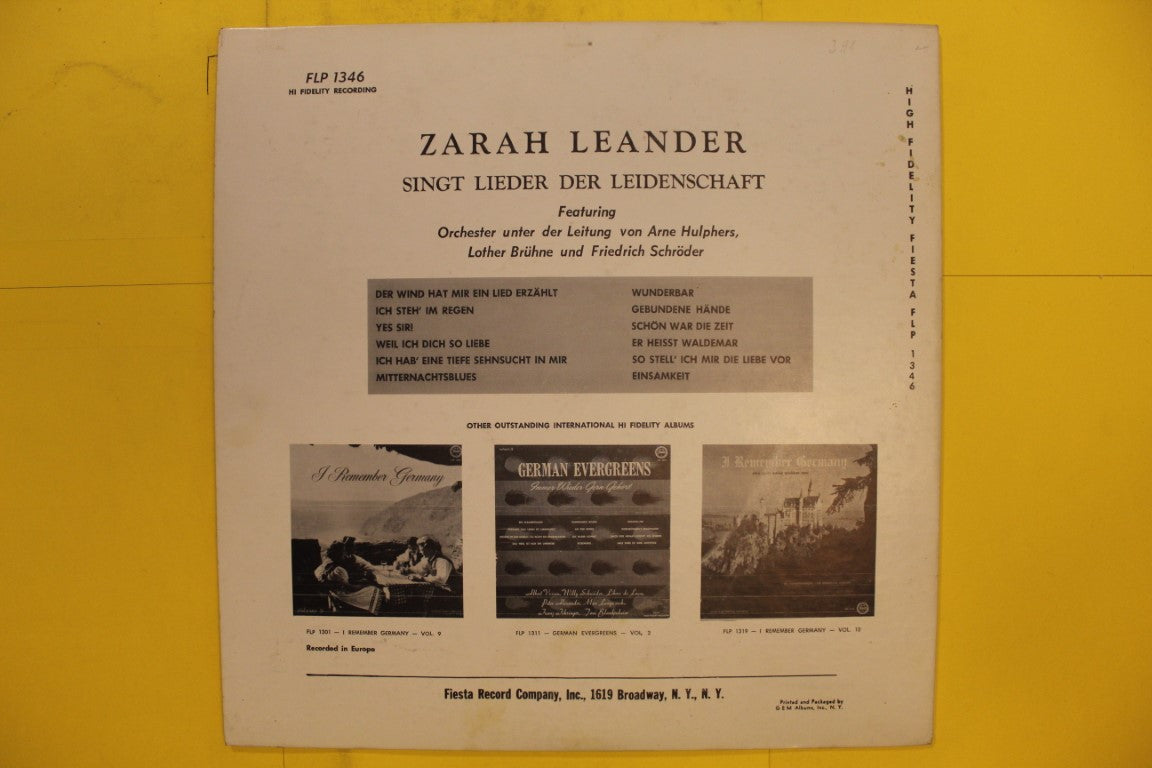 FLP 1346
HI FIDELITY RECORDING
ZARAH LEANDER
SINGT LIEDER DER LEIDENSCHAFT
Featuring
Orchester unter der Leitung von Arne Hulphers,
Lother Brühne und Friedrich Schröder
DER WIND HAT MIR EIN LIED ERZÄHLT
ICH STEH' IM REGEN
YES SIR!
WEIL ICH DICH SO LIEBE
ICH HAB' EINE TIEFE SEHNSUCHT IN MIR
MITTERNACHTSBLUES
WUNDERBAR
GEBUNDENE HÄNDE
SCHÖN WAR DIE ZEIT
ER HEISST WALDEMAR
SO STELL' ICH MIR DIE LIEBE VOR
EINSAMKEIT
HIGH FIDELITY FIESTA FLP 1346
OTHER OUTSTANDING INTERNATIONAL HI FIDELITY ALBUMS
I Remember Germany
GERMAN EVERGREENS
Immer Wieder Gern Gehört
I Remember Germany
FLP 1301 — I REMEMBER GERMANY — VOL. 9
FLP 1311 — GERMAN EVERGREENS — VOL. 2
FLP 1319 — I REMEMBER GERMANY — VOL. 10
Recorded in Europe
Fiesta Record Company, Inc., 1619 Broadway, N. Y., N. Y.
Printed and Packaged by
G E M Albums, Inc., N. Y.